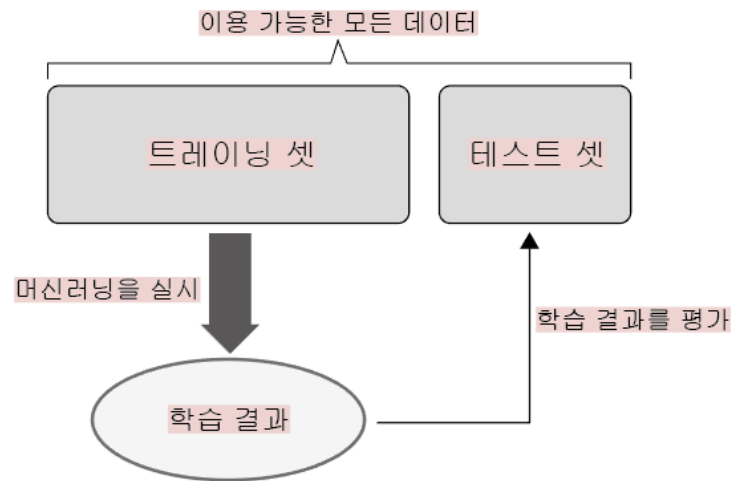 이용 가능한 모든 데이터
트레이닝 셋
테스트 셋
머신러닝을 실시
학습 결과를 평가
학습 결과